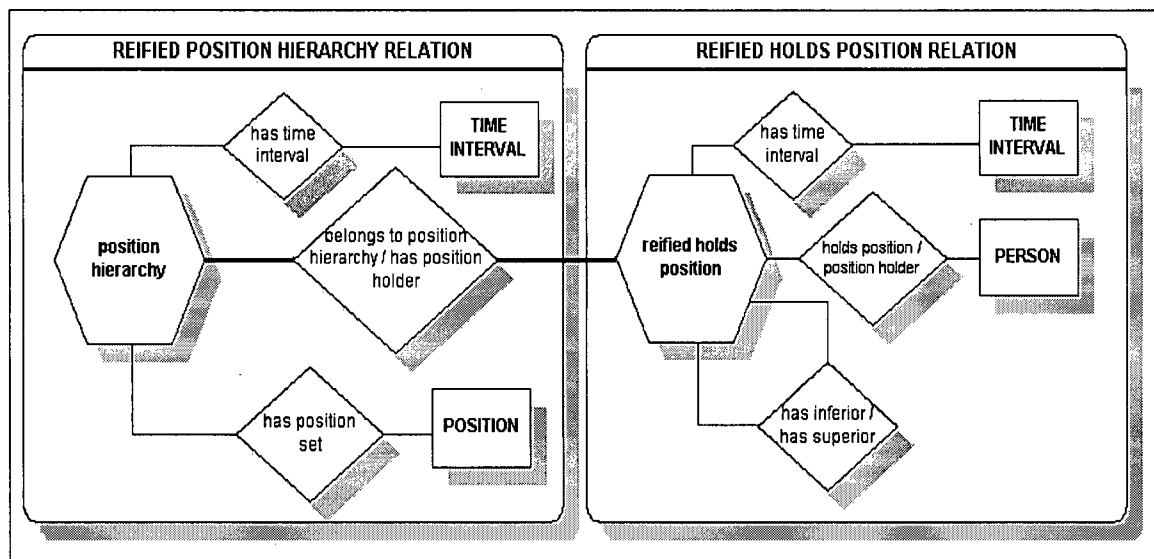 REIFIED POSITION HIERARCHY RELATION
has time
interval
TIME
INTERVAL
position
hierarchy
belongs to position
hierarchy / has position
holder
has position
set
POSITION
REIFIED HOLDS POSITION RELATION
has time
interval
TIME
INTERVAL
reified holds
position
holds position /
position holder
PERSON
has inferior /
has superior